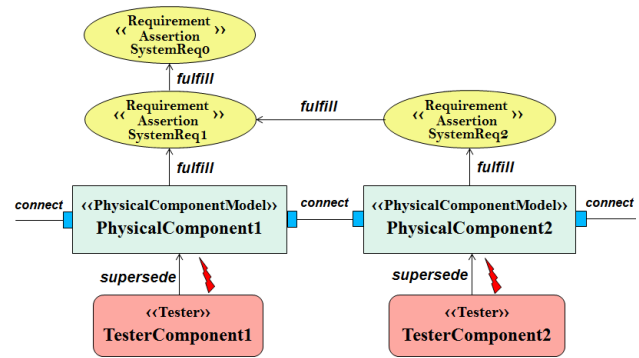 ‹‹ Requirement ››
Assertion
SystemReq0
fulfill
‹‹ Requirement ››
Assertion
SystemReq1
fulfill
‹‹ Requirement ››
Assertion
SystemReq2
fulfill
fulfill
connect
‹‹PhysicalComponentModel››
PhysicalComponent1
connect
‹‹PhysicalComponentModel››
PhysicalComponent2
connect
supersede
supersede
‹‹Tester››
TesterComponent1
‹‹Tester››
TesterComponent2